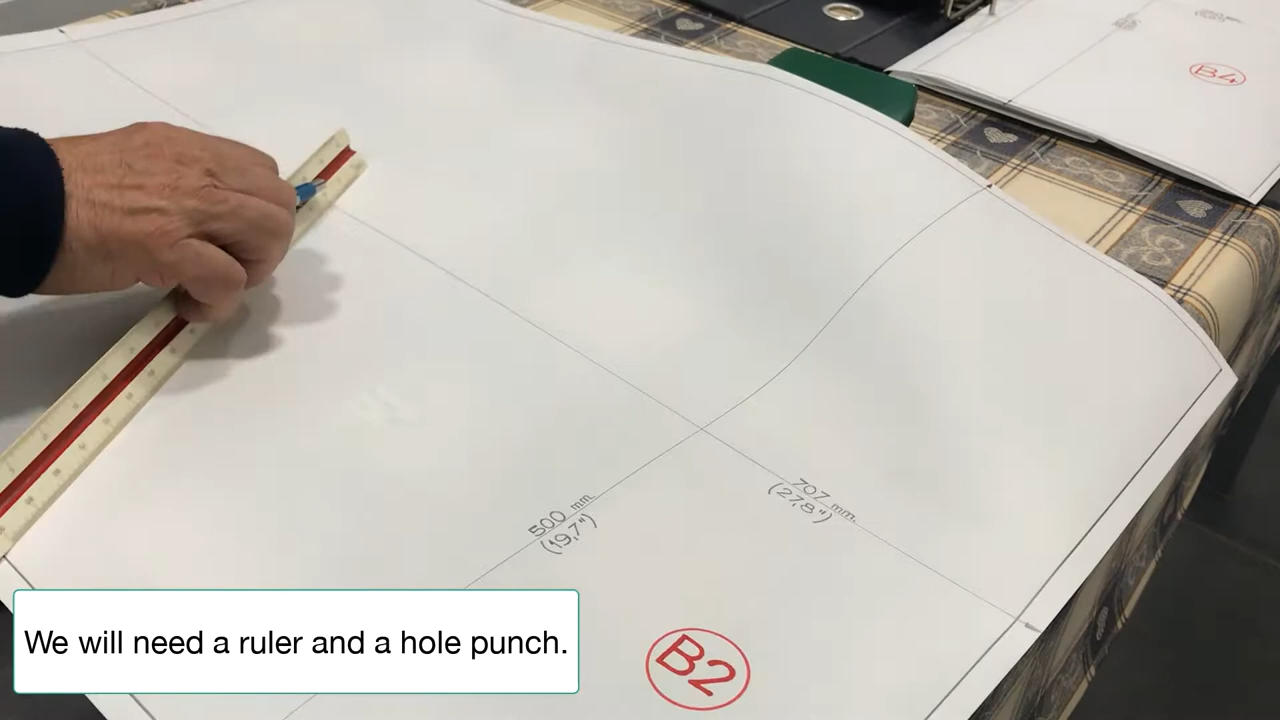 B4
500 mm.
(19,7")
707 mm.
(27,8")
B2
We will need a ruler and a hole punch.